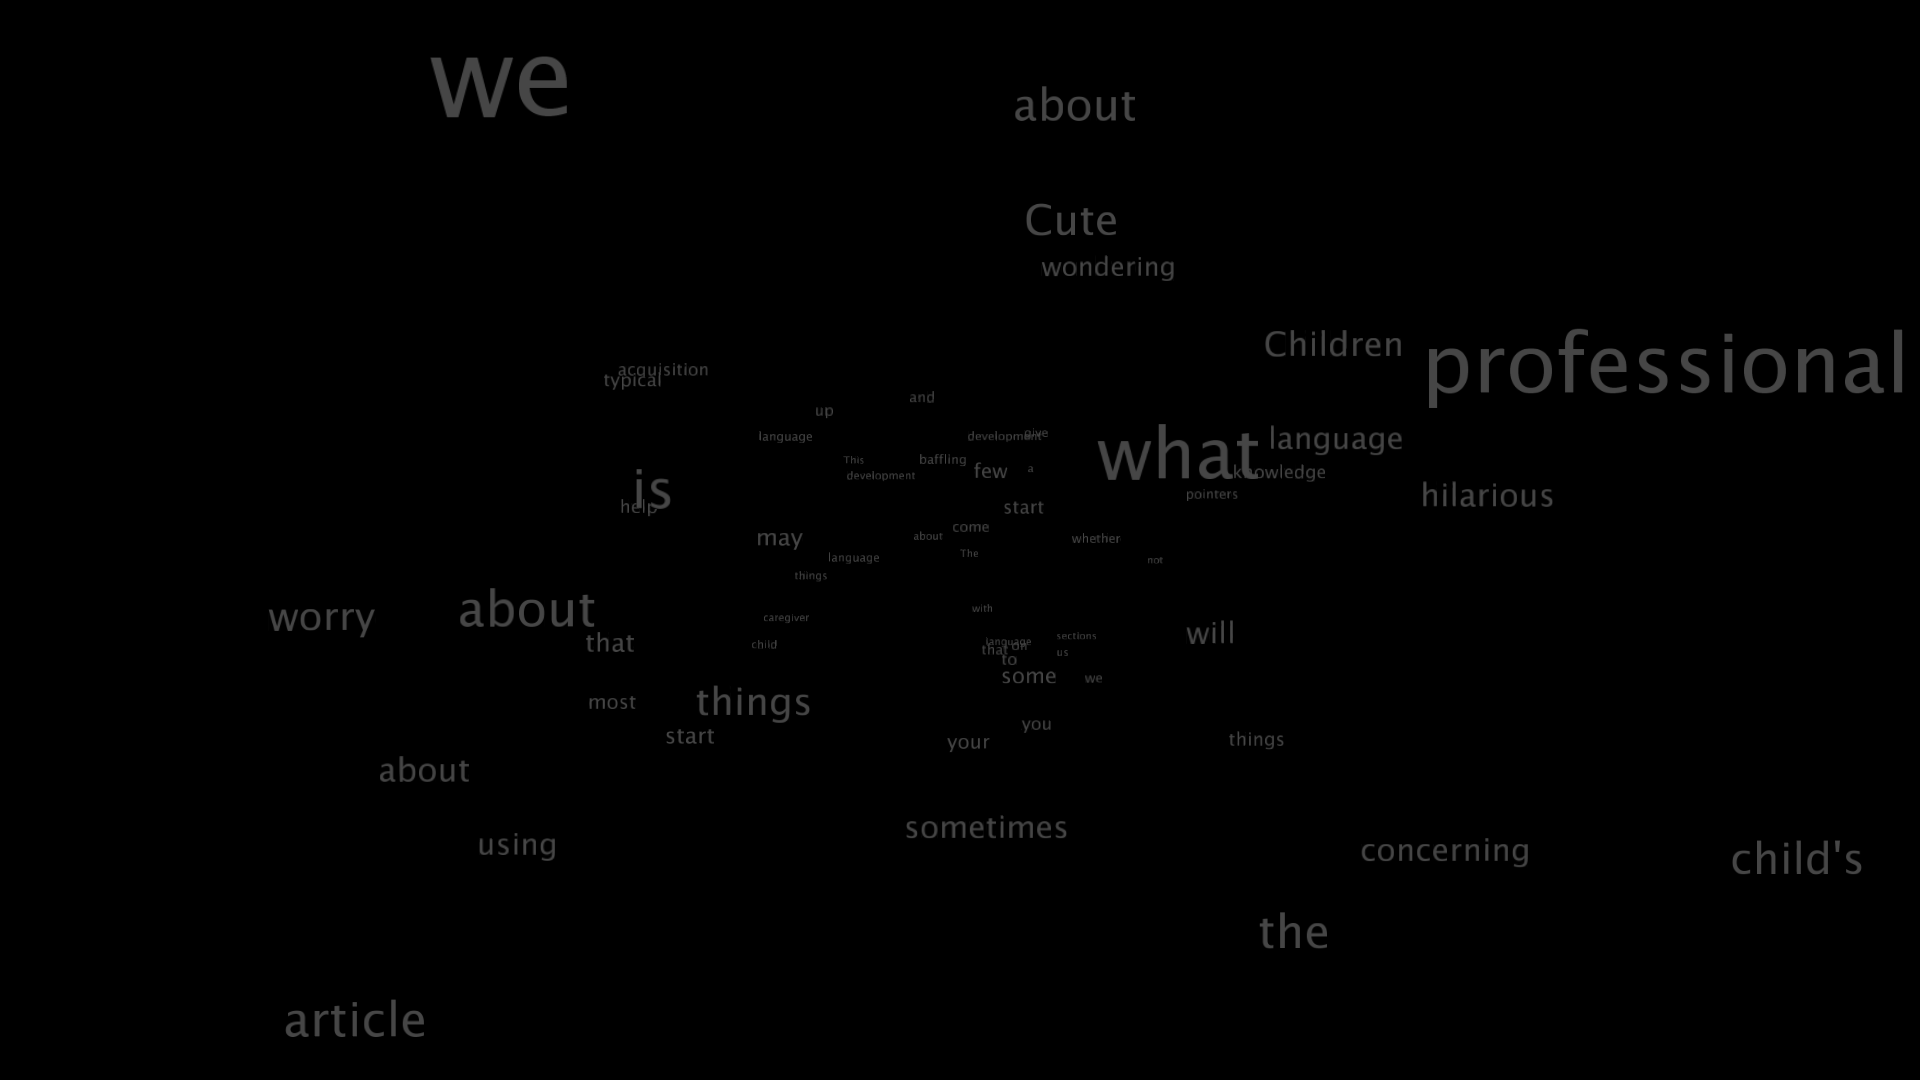 we
about
Cute
wondering
Children
professional
acquisition
typical
and
up
give
development
language
what
language
This
baffling
few
a
knowledge
development
is
pointers
hilarious
help
start
come
about
may
whether
The
language
not
things
with
worry
about
caregiver
will
sections
that
child
language
on
that
us
to
some
we
most
things
you
start
your
things
about
sometimes
using
concerning
child's
the
article